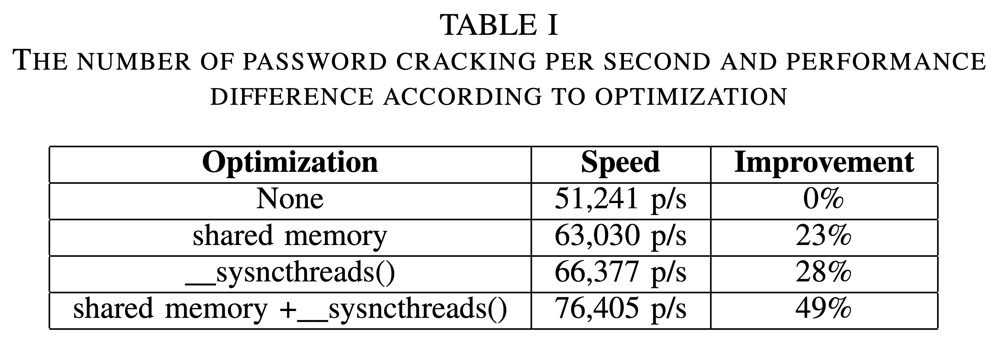 TABLE I
THE NUMBER OF PASSWORD CRACKING PER SECOND AND PERFORMANCE
DIFFERENCE ACCORDING TO OPTIMIZATION
Optimization Speed Improvement
None 51,241 p/s 0%
shared memory 63,030 p/s 23%
__sysncthreads() 66,377 p/s 28%
shared memory +__sysncthreads() 76,405 p/s 49%